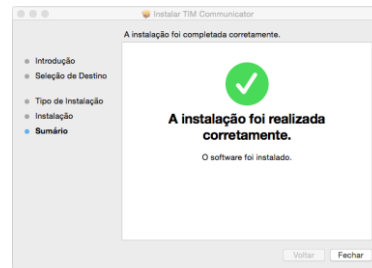 Instalar TIM Communicator
A instalação foi completada corretamente.
Introdução
Seleção de Destino
Tipo de Instalação
Instalação
Sumário
A instalação foi realizada
corretamente.
O software foi instalado.
Voltar
Fechar